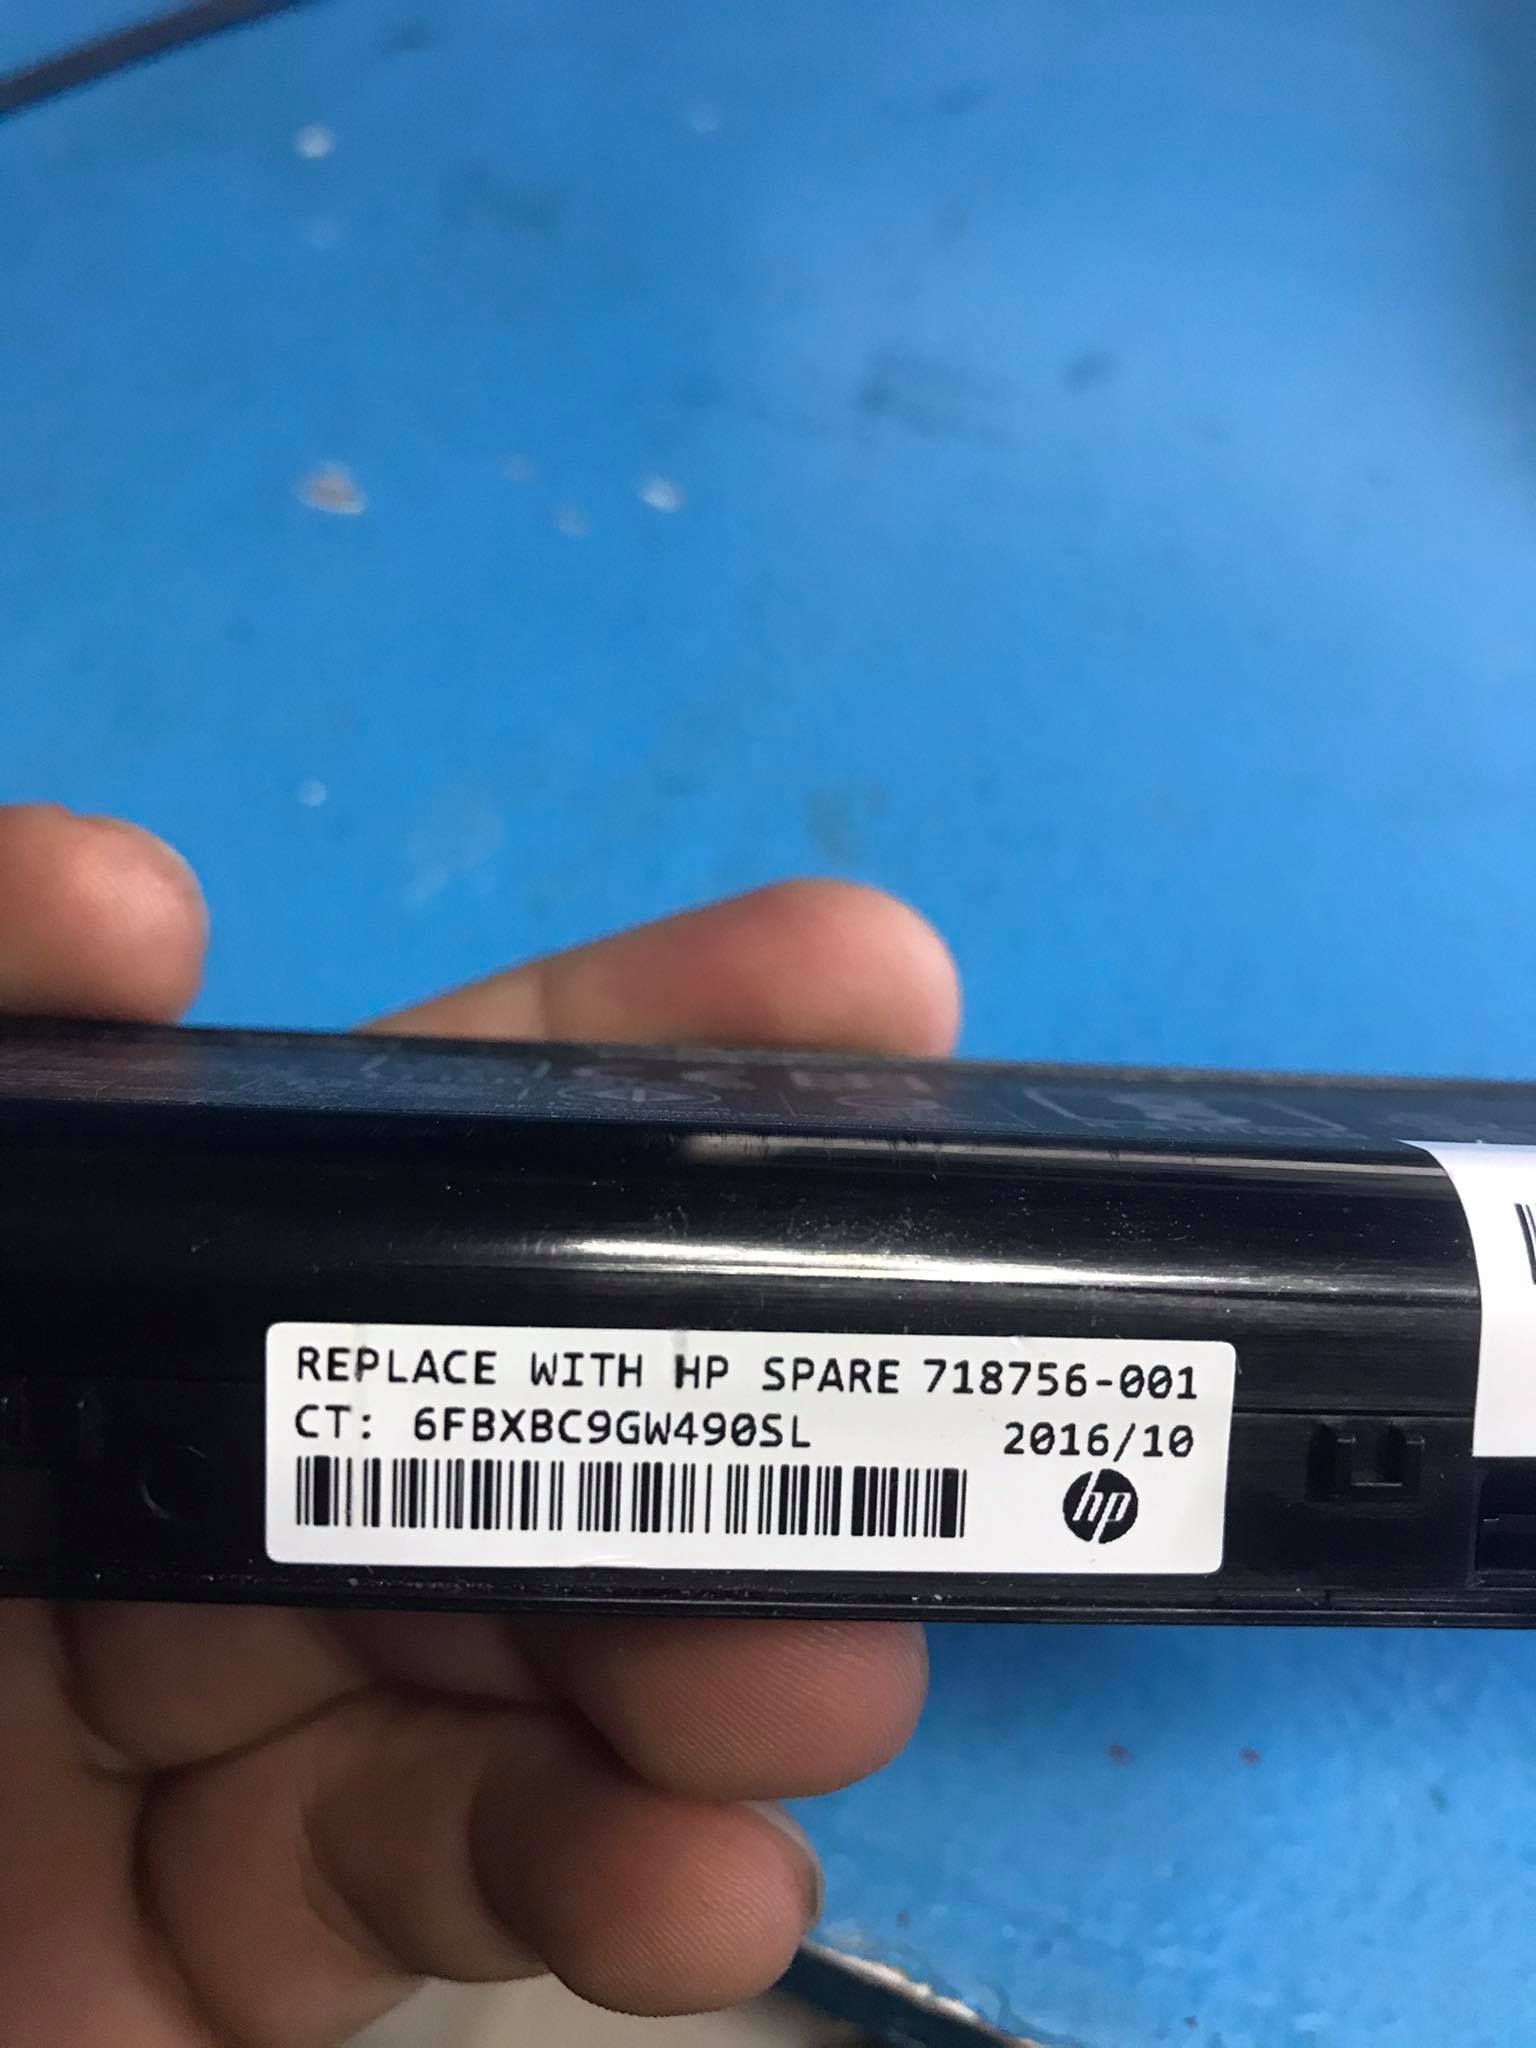 REPLACE WITH HP SPARE 718756-001
CT: 6FBXBC9GW490SL 2016/10
hp